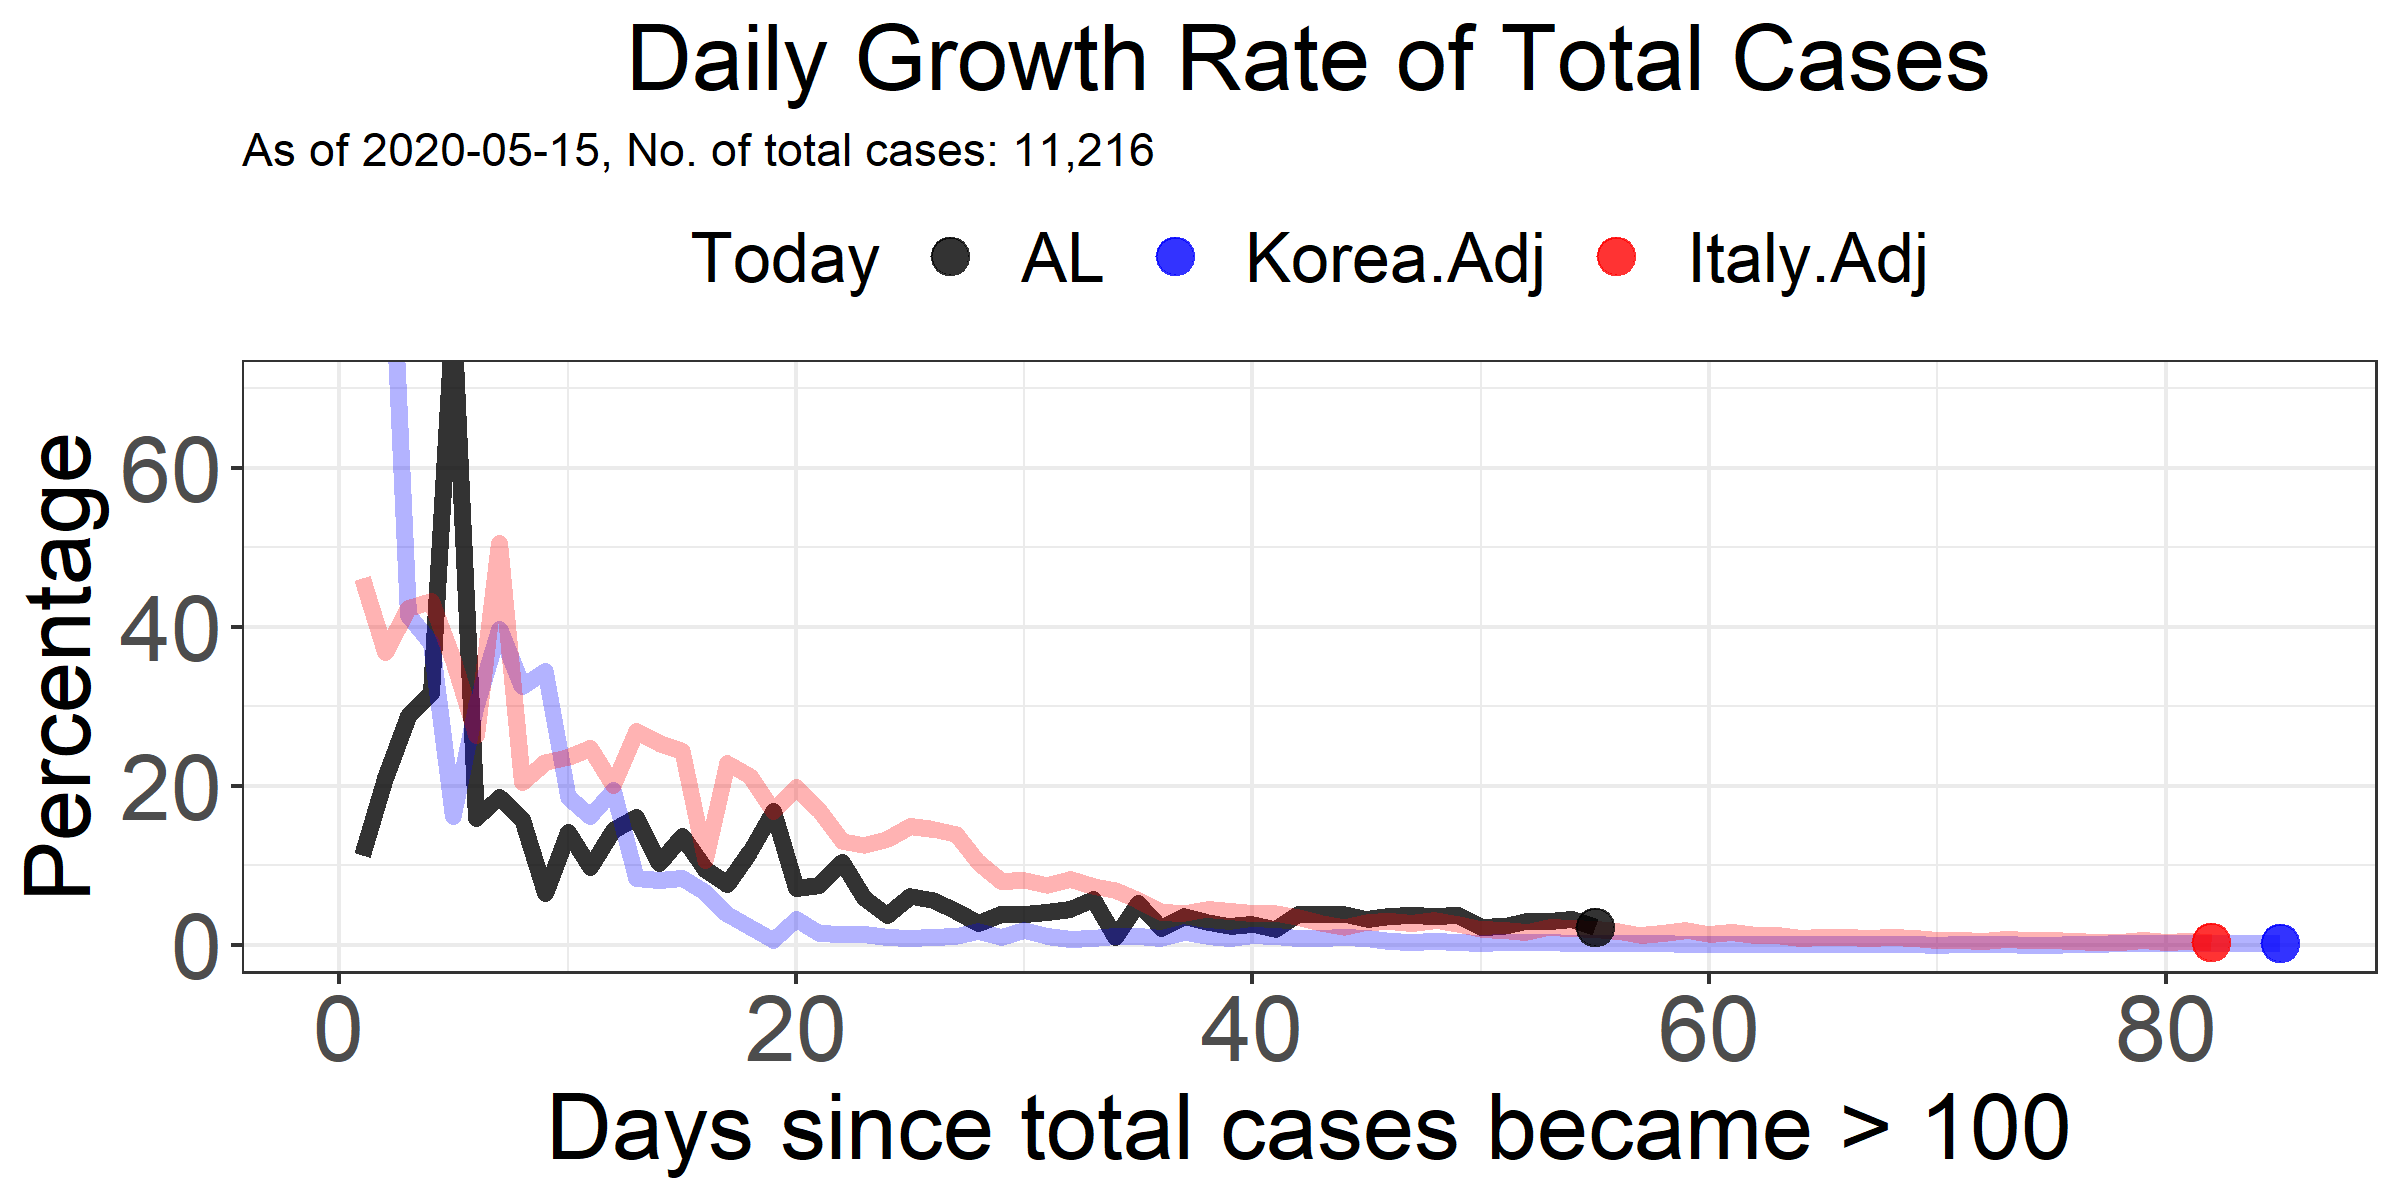 Daily Growth Rate of Total Cases
As of 2020-05-15, No. of total cases: 11,216
Today AL Korea.Adj Italy.Adj
Percentage
60
40
20
0
0 20 40 60 80
Days since total cases became > 100